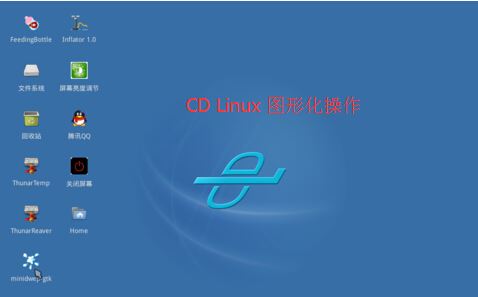 FeedingBottle
Inflator 1.0
文件系统
屏幕亮度调节
CD Linux 图形化操作
回收站
腾讯QQ
ThunarTemp
关闭屏幕
ThunarReaver
Home
minidwep-gtk